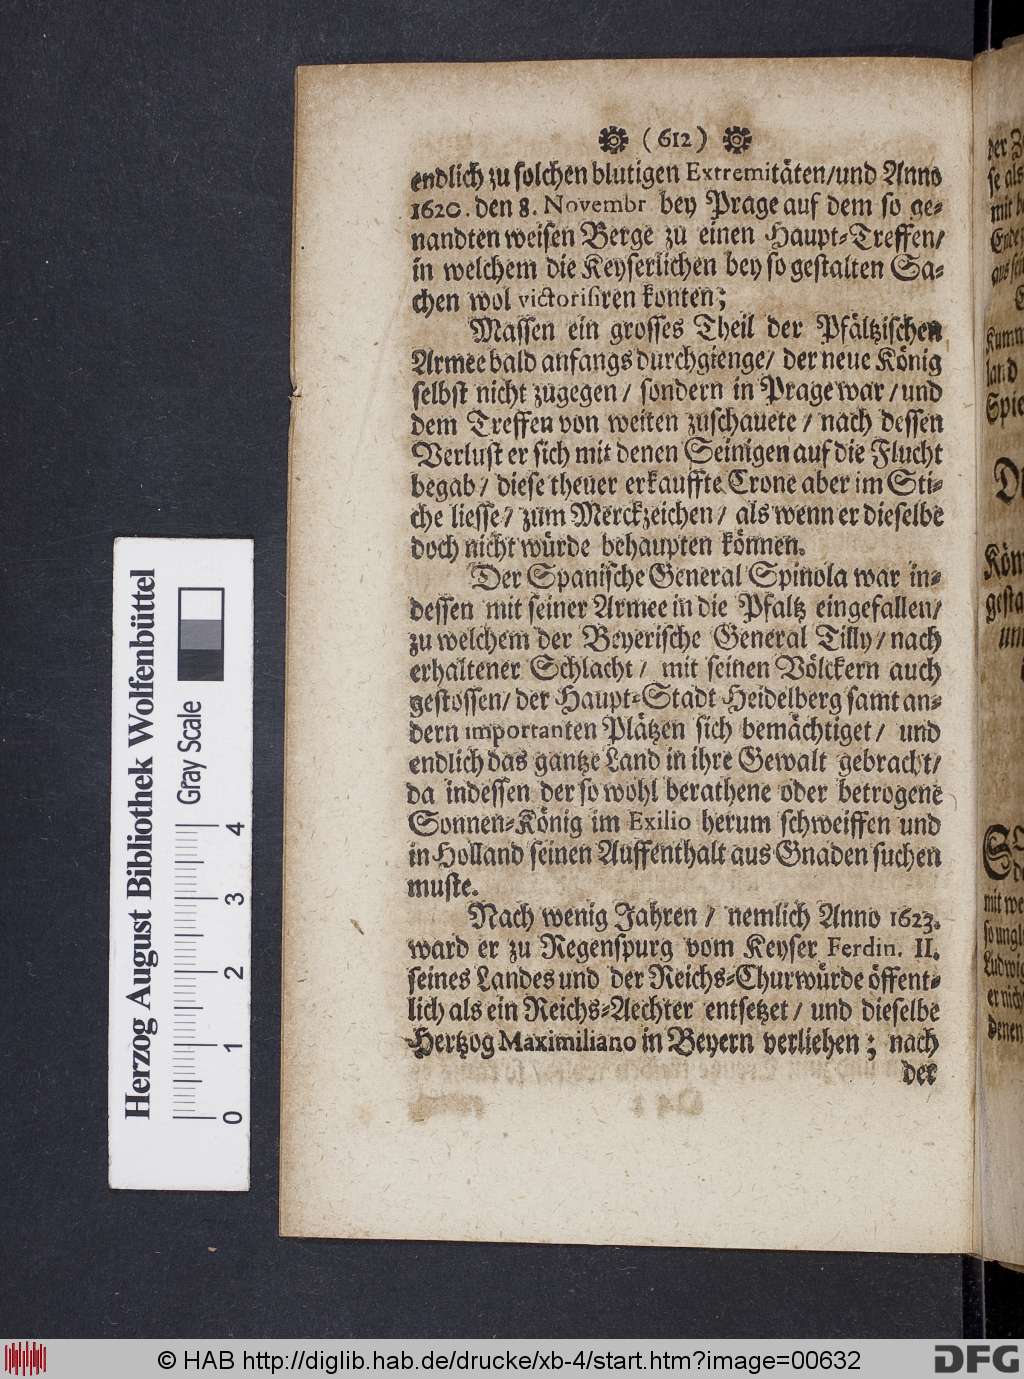 (612)
endlich zu solchen blutigen Extremitäten/und Anno
1620. den 8. Novembr bey Prage auf dem so ge-
nandten weisen Berge zu einen Haupt-Treffen/
in welchem die Keyserlichen bey so gestalten Sa-
chen wol victorisiren konten;
Massen ein grosses Theil der Pfältzischen
Armee bald anfangs durchgienge/ der neue König
selbst nicht zugegen/ sondern in Prage war/und
dem Treffen von weiten zuschauete/ nach dessen
Verlust er sich mit denen Seinigen auf die Flucht
begab/ diese theuer erkauffte Crone aber im Sti-
che liesse/ zum Merckzeichen/ als wenn er dieselbe
doch nicht würde behaupten können.
Der Spanische General Spinola war in-
dessen mit seiner Armee in die Pfaltz eingefallen/
zu welchem der Beyerische General Tilly/ nach
erhaltener Schlacht/ mit seinen Völckern auch
gestossen/ der Haupt-Stadt Heidelberg samt an-
dern importanten Plätzen sich bemächtiget/ und
endlich das gantze Land in ihre Gewalt gebracht/
da indessen der so wohl berathene oder betrogene
Sonnen-König im Exilio herum schweiffen und
in Holland seinen Auffenthalt aus Gnaden suchen
muste.
Nach wenig Jahren/ nemlich Anno 1623.
ward er zu Regenspurg vom Keyser Ferdin. II.
seines Landes und der Reichs-Churwürde öffent-
lich als ein Reichs-Aechter entsetzet/ und dieselbe
Hertzog Maximiliano in Beyern verliehen; nach
der
Herzog August Bibliothek Wolfenbüttel
Gray Scale
0 1 2 3 4
© HAB http://diglib.hab.de/drucke/xb-4/start.htm?image=00632
DFG